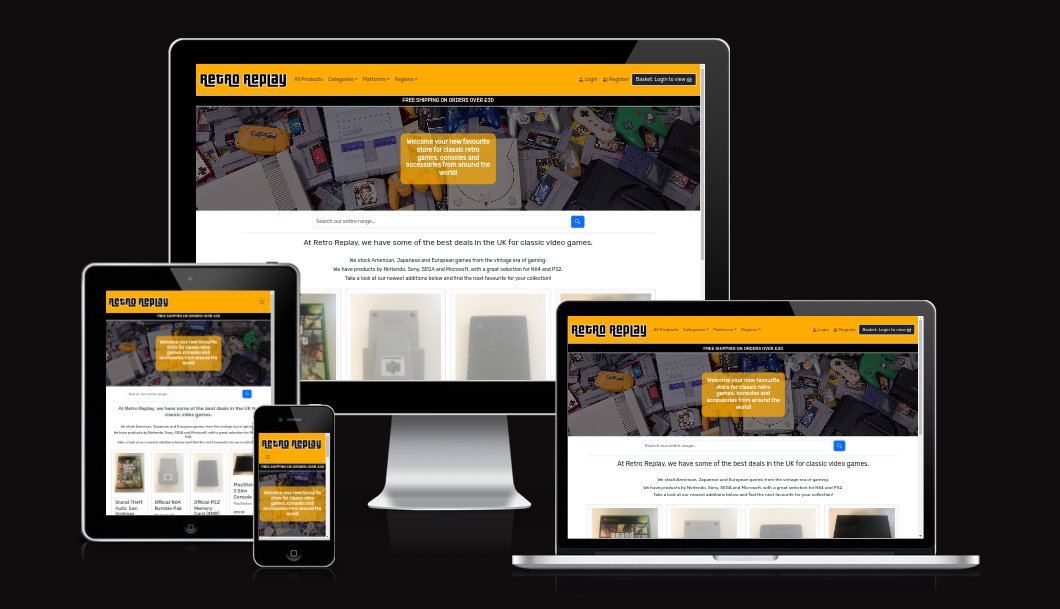 Retro Replay All Products Categories Platforms Regions Login Register Basket: Login to view
FREE SHIPPING ON ORDERS OVER £30
Welcome your new favourite
store for classic retro
games, consoles and
accessories from around the
world!
Search our entire range...
At Retro Replay, we have some of the best deals in the UK for classic video games.
We stock American, Japanese and European games from the vintage era of gaming.
We have products by Nintendo, Sony, SEGA and Microsoft, with a great selection for N64 and PS2.
Take a look at our newest additions below and find the next favourite for your collection!
Retro Replay
FREE SHIPPING ON ORDERS OVER £30
Welcome your new favourite
store for classic retro
games, consoles and
accessories from around the
world!
Search our entire range...
At Retro Replay, we have some of the best deals in the UK
classic video games.
We stock American, Japanese and European games from the vintage era of
We have products by Nintendo, Sony, SEGA and Microsoft, with a great selection for
PS2.
Take a look at our newest additions below and find the next favourite for your
Grand Theft
Auto: San
Andreas
Official N64
Rumble Pak
Official PS2
Memory
Card (8MB)
PlayStation
2 Slim
Console
Retro Replay
FREE SHIPPING ON ORDERS OVER £30
Welcome your new favourite
store for classic retro
games, consoles and
accessories from around the
world!
Retro Replay All Products Categories Platforms Regions Login Register Basket: Login to view
FREE SHIPPING ON ORDERS OVER £30
Welcome your new favourite
store for classic retro
games, consoles and
accessories from around the
world!
Search our entire range...
At Retro Replay, we have some of the best deals in the UK for classic video games.
We stock American, Japanese and European games from the vintage era of gaming.
We have products by Nintendo, Sony, SEGA and Microsoft, with a great selection for N64 and PS2.
Take a look at our newest additions below and find the next favourite for your collection!